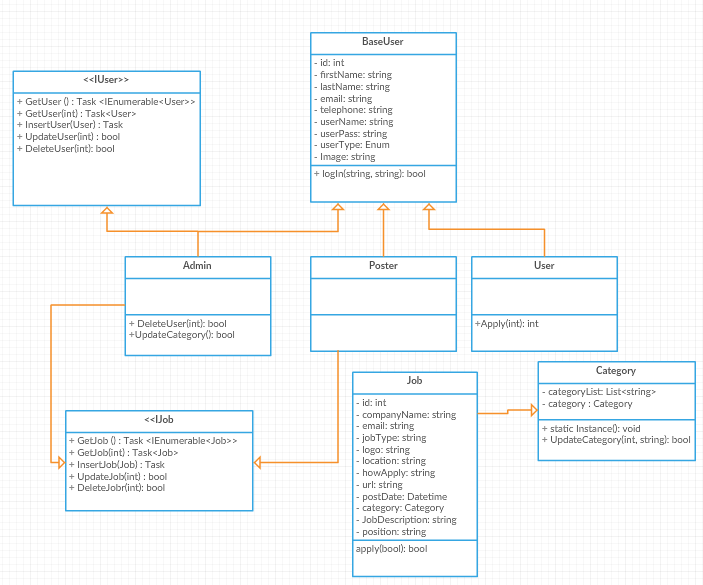 <<IUser>>
+ GetUser () : Task <IEnumerable<User>>
+ GetUser(int) : Task<User>
+ InsertUser(User) : Task
+ UpdateUser(int) : bool
+ DeleteUser(int): bool
BaseUser
- id: int
- firstName: string
- lastName: string
- email: string
- telephone: string
- userName: string
- userPass: string
- userType: Enum
- Image: string
+ logIn(string, string): bool
Admin
+ DeleteUser(int): bool
+UpdateCategory(): bool
Poster
User
+Apply(int): int
<<IJob
+ GetJob () : Task <IEnumerable<Job>>
+ GetJob(int) : Task<Job>
+ InsertJob(Job) : Task
+ UpdateJob(int) : bool
+ DeleteJobr(int): bool
Job
- id: int
- companyName: string
- email: string
- jobType: string
- logo: string
- location: string
- howApply: string
- url: string
- postDate: Datetime
- category: Category
- JobDescription: string
- position: string
apply(bool): bool
Category
- categoryList: List<string>
- category : Category
+ static Instance(): void
+ UpdateCategory(int, string): bool